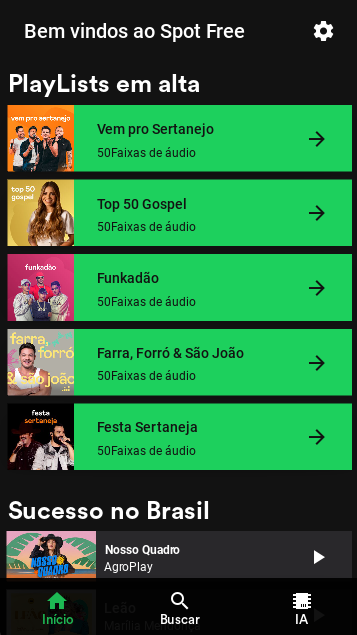 Bem vindos ao Spot Free
PlayLists em alta
vem pro sertanejo
Vem pro Sertanejo
50Faixas de áudio
top 50
gospel
Top 50 Gospel
50Faixas de áudio
funkadão
Funkadão
50Faixas de áudio
farra,
forró
& são joão
Farra, Forró & São João
50Faixas de áudio
festa
sertaneja
Festa Sertaneja
50Faixas de áudio
Sucesso no Brasil
NOSSO
QUADRO
Nosso Quadro
AgroPlay
Leão
Marília Mendonça
Início
Buscar
IA